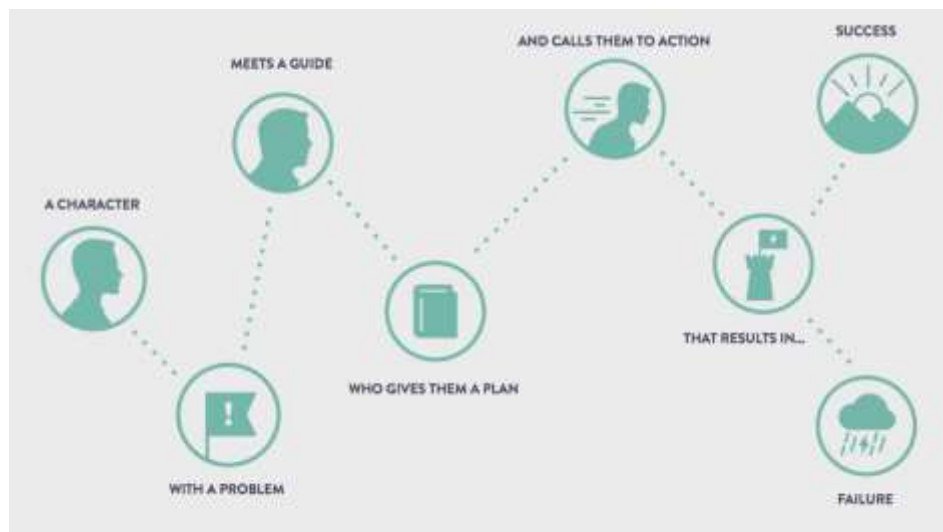 A CHARACTER
WITH A PROBLEM
MEETS A GUIDE
WHO GIVES THEM A PLAN
AND CALLS THEM TO ACTION
THAT RESULTS IN...
SUCCESS
FAILURE